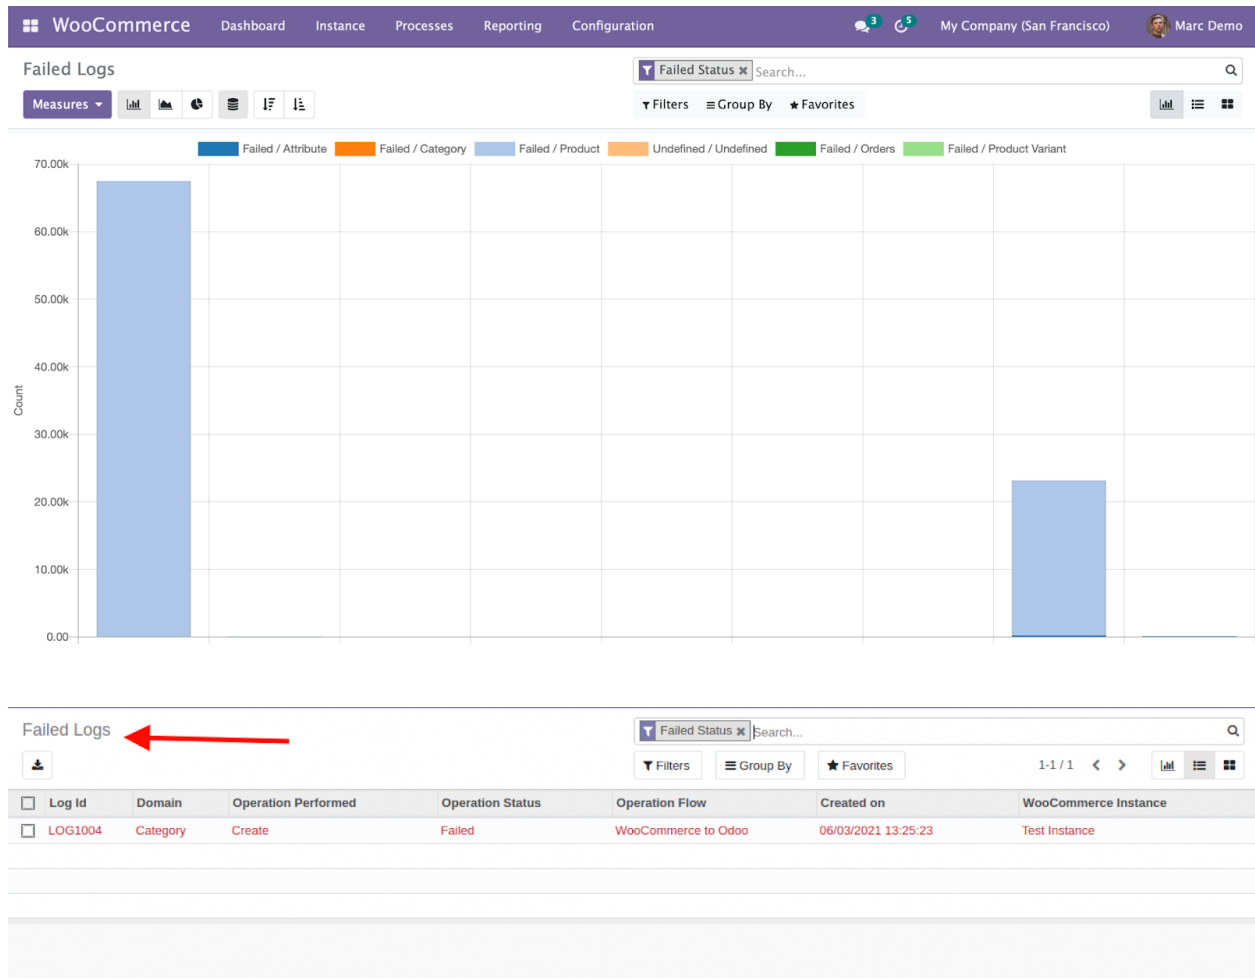 WooCommerce Dashboard Instance Processes Reporting Configuration 3 5 My Company (San Francisco) Marc Demo
Failed Logs Failed Status Search...
Measures Filters Group By Favorites
Failed / Attribute Failed / Category Failed / Product Undefined / Undefined Failed / Orders Failed / Product Variant
70.00k
60.00k
50.00k
40.00k
Count
30.00k
20.00k
10.00k
0.00
Failed Logs Failed Status Search...
Filters Group By Favorites 1-1 / 1
Log Id Domain Operation Performed Operation Status Operation Flow Created on WooCommerce Instance
LOG1004 Category Create Failed WooCommerce to Odoo 06/03/2021 13:25:23 Test Instance